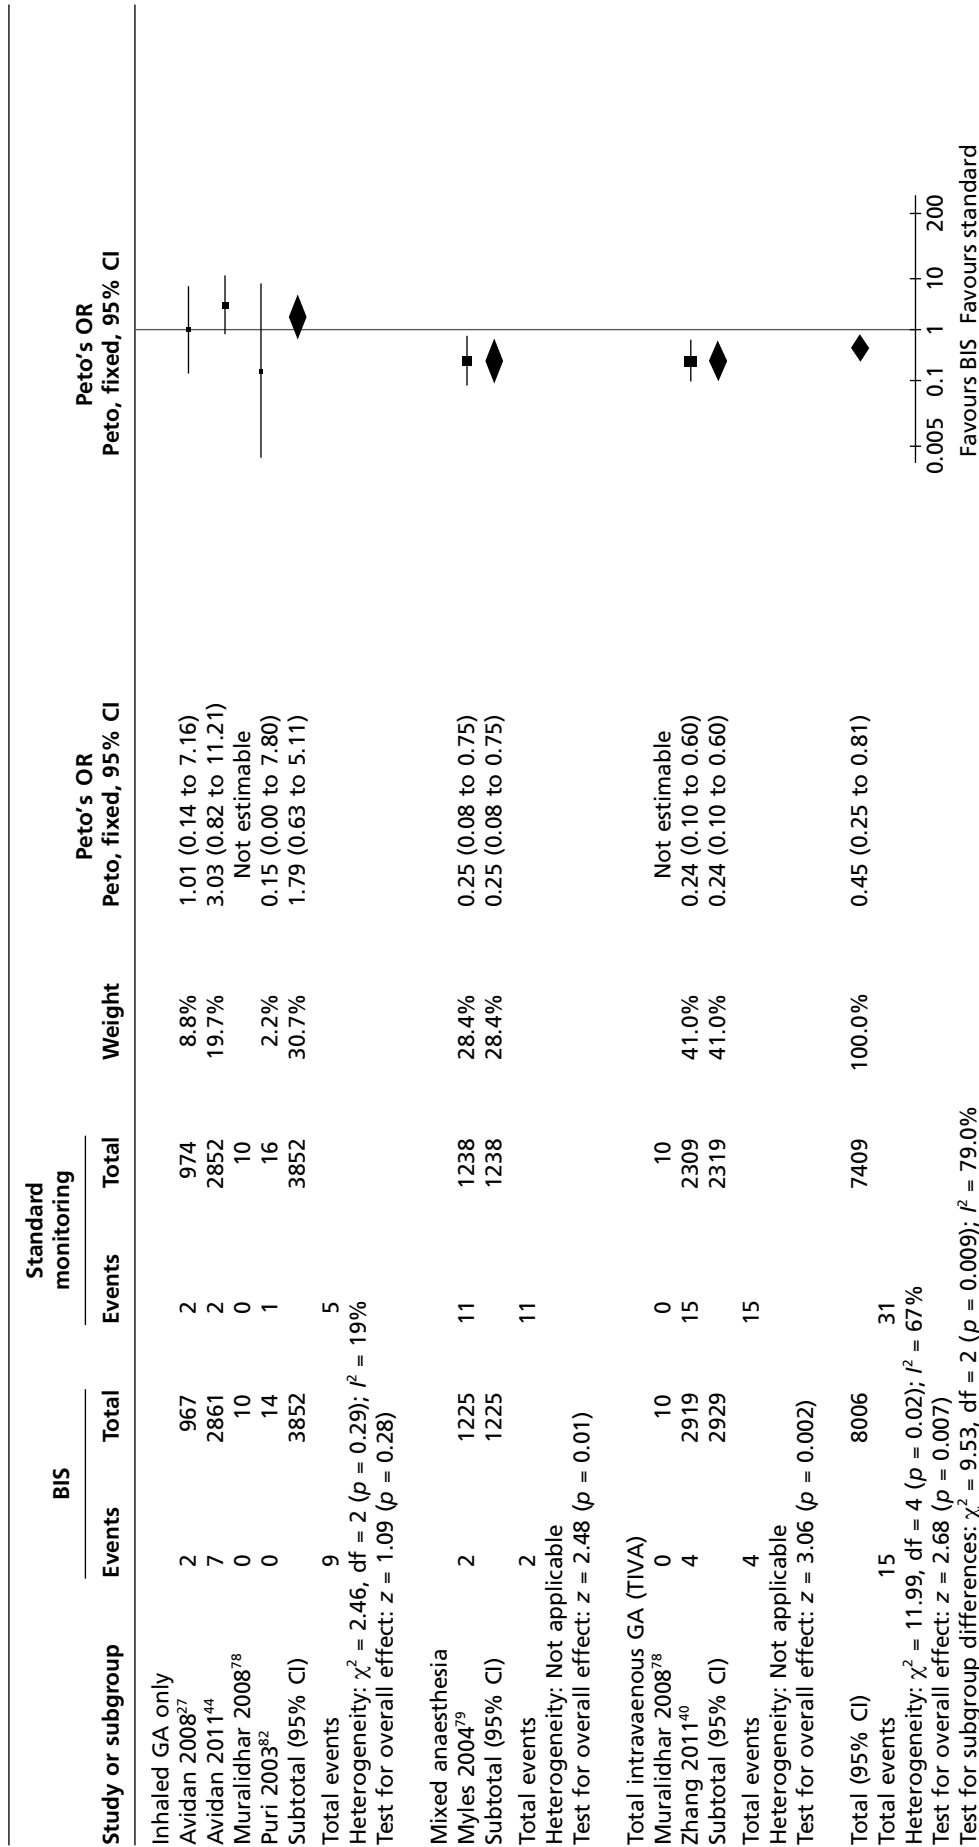 BIS Standard monitoring Peto's OR Peto's OR
Study or subgroup Events Total Events Total Weight Peto, fixed, 95% CI Peto, fixed, 95% CI
Inhaled GA only
Avidan 2008²⁷ 2 967 2 974 8.8% 1.01 (0.14 to 7.16)
Avidan 2011⁴⁴ 7 2861 2 2852 19.7% 3.03 (0.82 to 11.21)
Muralidhar 2008⁷⁸ 0 10 0 10 Not estimable
Puri 2003⁸² 0 14 1 16 2.2% 0.15 (0.00 to 7.80)
Subtotal (95% CI) 3852 3852 30.7% 1.79 (0.63 to 5.11)
Total events 9 5
Heterogeneity: χ² = 2.46, df = 2 (p = 0.29); I² = 19%
Test for overall effect: z = 1.09 (p = 0.28)
Mixed anaesthesia
Myles 2004⁷⁹ 2 1225 11 1238 28.4% 0.25 (0.08 to 0.75)
Subtotal (95% CI) 1225 1238 28.4% 0.25 (0.08 to 0.75)
Total events 2 11
Heterogeneity: Not applicable
Test for overall effect: z = 2.48 (p = 0.01)
Total intravaenous GA (TIVA)
Muralidhar 2008⁷⁸ 0 10 0 10 Not estimable
Zhang 2011⁴⁰ 4 2919 15 2309 41.0% 0.24 (0.10 to 0.60)
Subtotal (95% CI) 2929 2319 41.0% 0.24 (0.10 to 0.60)
Total events 4 15
Heterogeneity: Not applicable
Test for overall effect: z = 3.06 (p = 0.002)
Total (95% CI) 8006 7409 100.0% 0.45 (0.25 to 0.81)
Total events 15 31
Heterogeneity: χ² = 11.99, df = 4 (p = 0.02); I² = 67%
Test for overall effect: z = 2.68 (p = 0.007)
Test for subgroup differences: χ² = 9.53, df = 2 (p = 0.009); I² = 79.0%
0.005 0.1 1 10 200
Favours BIS Favours standard